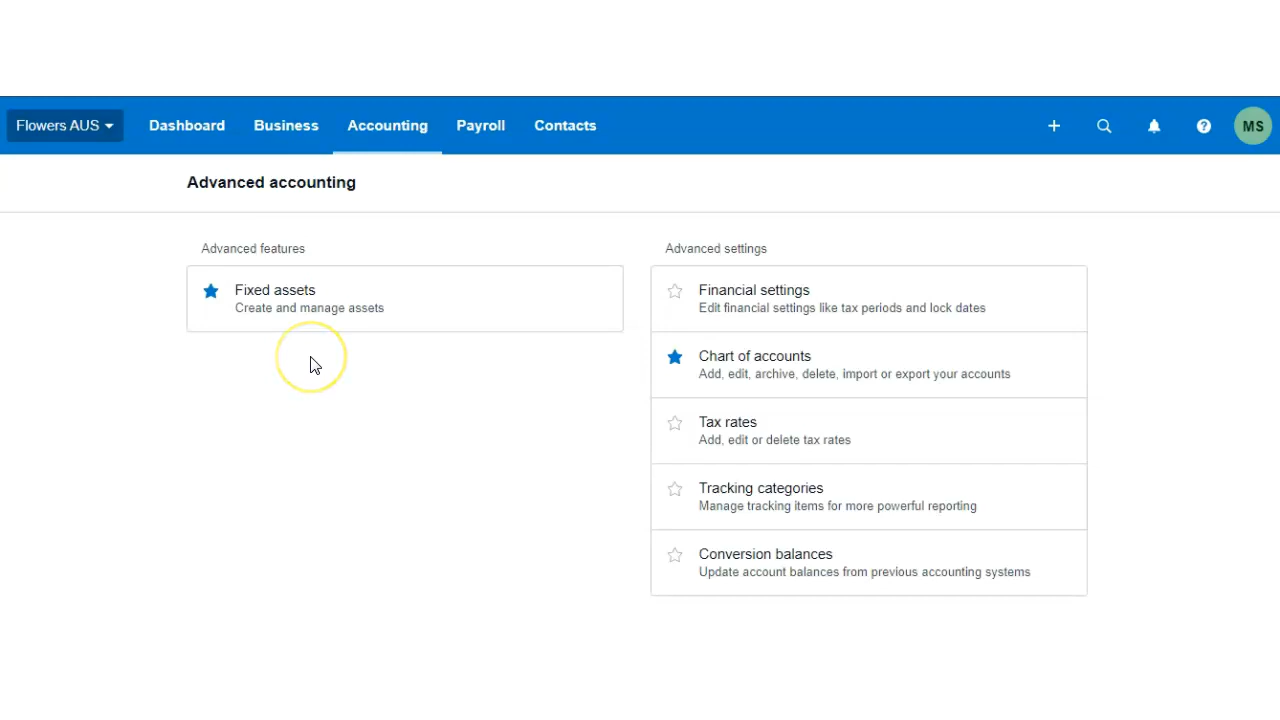 Flowers AUS
Dashboard
Business
Accounting
Payroll
Contacts
MS
Advanced accounting
Advanced features
Fixed assets
Create and manage assets
Advanced settings
Financial settings
Edit financial settings like tax periods and lock dates
Chart of accounts
Add, edit, archive, delete, import or export your accounts
Tax rates
Add, edit or delete tax rates
Tracking categories
Manage tracking items for more powerful reporting
Conversion balances
Update account balances from previous accounting systems